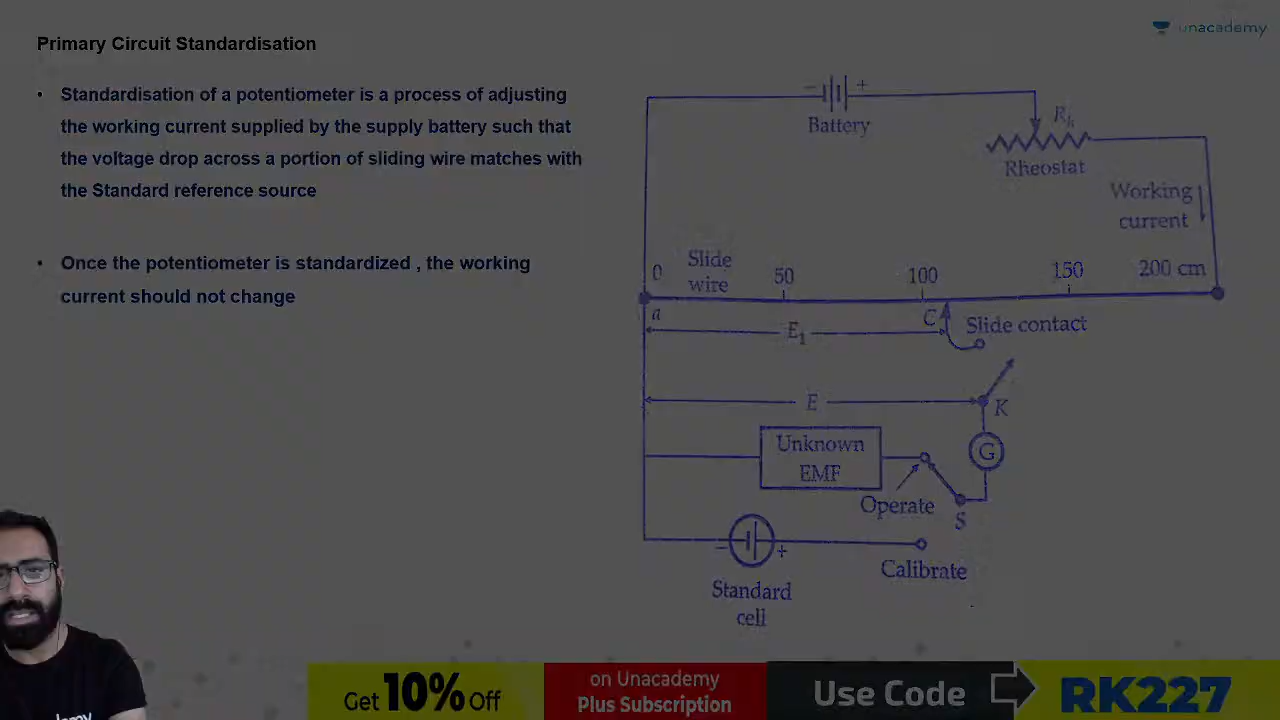 Primary Circuit Standardisation
unacademy
• Standardisation of a potentiometer is a process of adjusting
the working current supplied by the supply battery such that
the voltage drop across a portion of sliding wire matches with
the Standard reference source
• Once the potentiometer is standardized , the working
current should not change
− +
Battery
Rh
Rheostat
Working
current
0 Slide
wire
50 100 150 200 cm
a
C
Slide contact
E1
E
K
G
Unknown
EMF
Operate
S
− +
Calibrate
Standard
cell
Get 10% Off
on Unacademy
Plus Subscription
Use Code
RK227